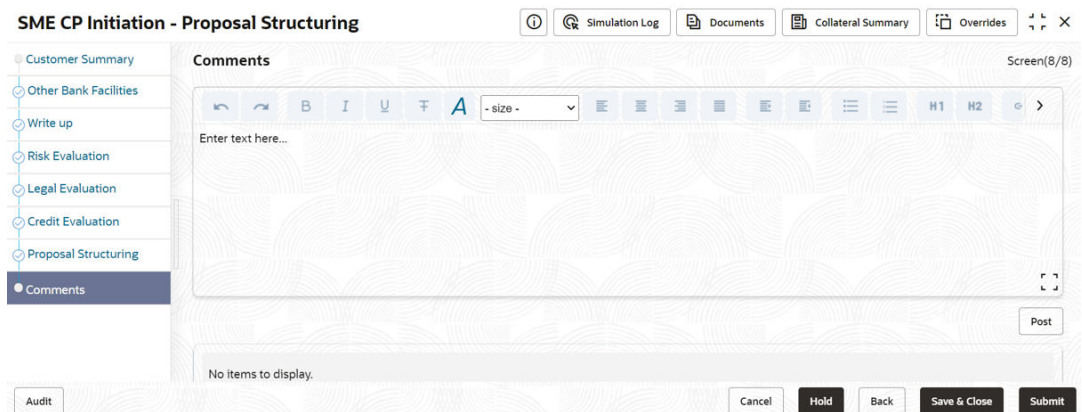 SME CP Initiation - Proposal Structuring
Simulation Log
Documents
Collateral Summary
Overrides
Customer Summary
Other Bank Facilities
Write up
Risk Evaluation
Legal Evaluation
Credit Evaluation
Proposal Structuring
Comments
Comments
Screen(8/8)
B I U T A - size - H1 H2
Enter text here...
Post
No items to display.
Audit
Cancel
Hold
Back
Save & Close
Submit